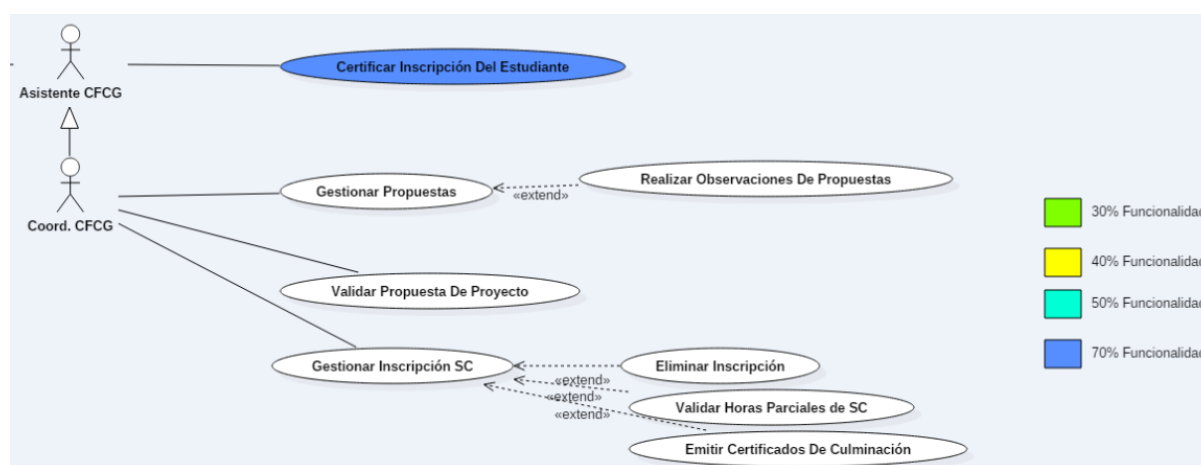 Certificar Inscripción Del Estudiante
Asistente CFCG
Realizar Observaciones De Propuestas
Gestionar Propuestas
«extend»
Coord. CFCG
30% Funcionalidad
40% Funcionalidad
Validar Propuesta De Proyecto
50% Funcionalidad
70% Funcionalidad
Gestionar Inscripción SC
Eliminar Inscripción
«extend»
«extend»
Validar Horas Parciales de SC
«extend»
Emitir Certificados De Culminación